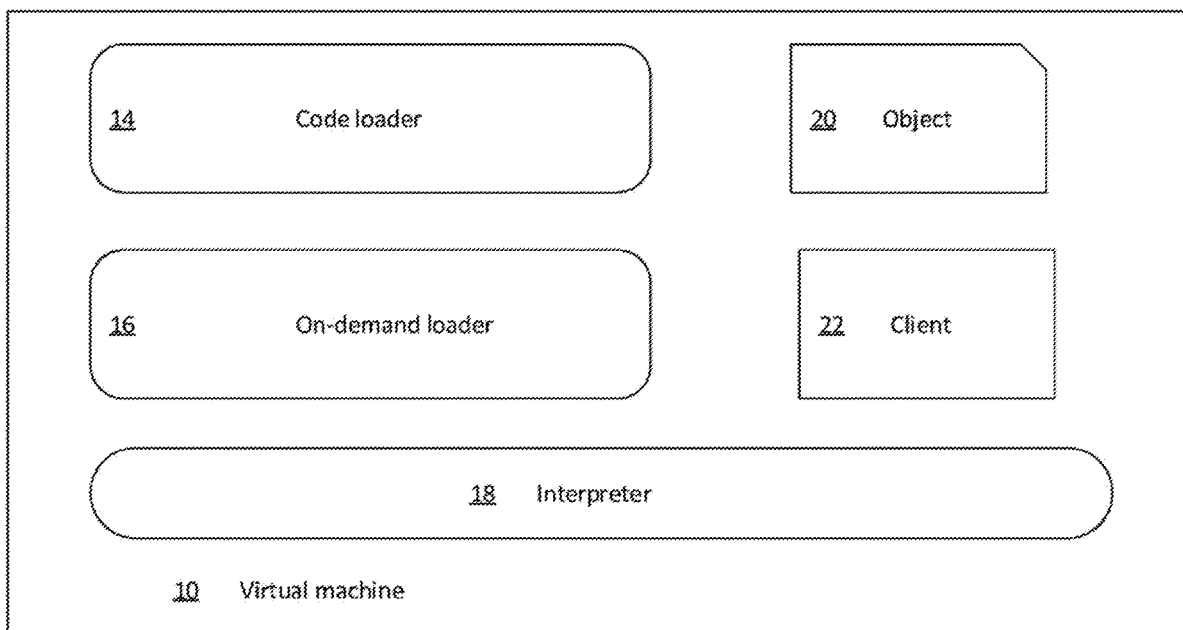 14 Code loader
20 Object
16 On-demand loader
22 Client
18 Interpreter
10 Virtual machine